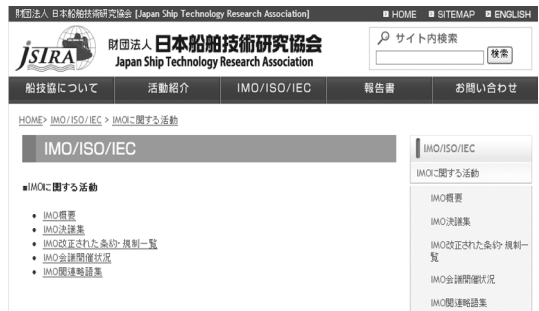 財団法人 日本船舶技術研究協会 [Japan Ship Technology Research Association]
HOME SITEMAP ENGLISH
JSTRA
財団法人 日本船舶技術研究協会
Japan Ship Technology Research Association
サイト内検索
検索
船技協について 活動紹介 IMO/ISO/IEC 報告書 お問い合わせ
HOME> IMO/ISO/IEC > IMOに関する活動
IMO/ISO/IEC
■IMOに関する活動
• IMO概要
• IMO決議集
• IMO改正された条約・規制一覧
• IMO会議開催状況
• IMO関連略語集
IMO/ISO/IEC
IMOに関する活動
IMO概要
IMO決議集
IMO改正された条約・規制一
覧
IMO会議開催状況
IMO関連略語集